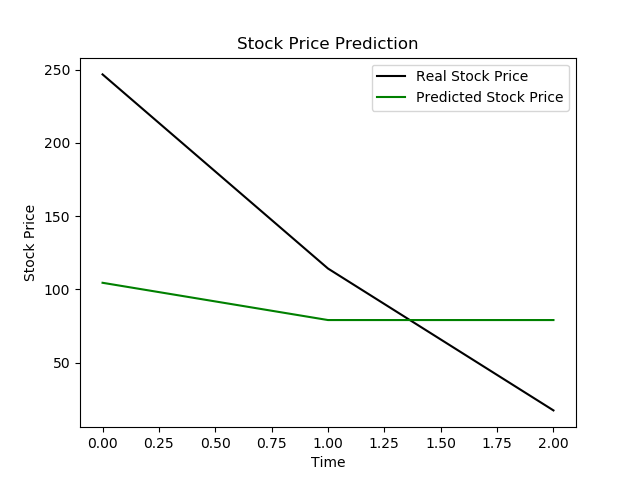 Stock Price Prediction
Real Stock Price
Predicted Stock Price
Stock Price
250
200
150
100
50
0.00 0.25 0.50 0.75 1.00 1.25 1.50 1.75 2.00
Time